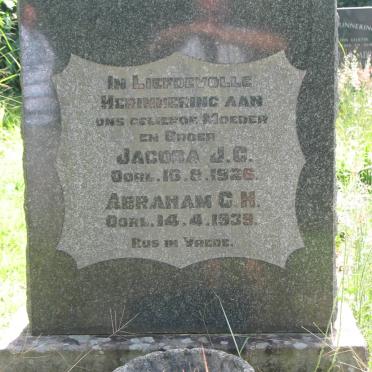 In Liefdevolle
Herinnering aan
ons geliefde Moeder
en Broer
Jacoba J.C.
Oorl. 16.8.1926.
Abraham C.H.
Oorl. 14.4.1939.
Rus in Vrede.